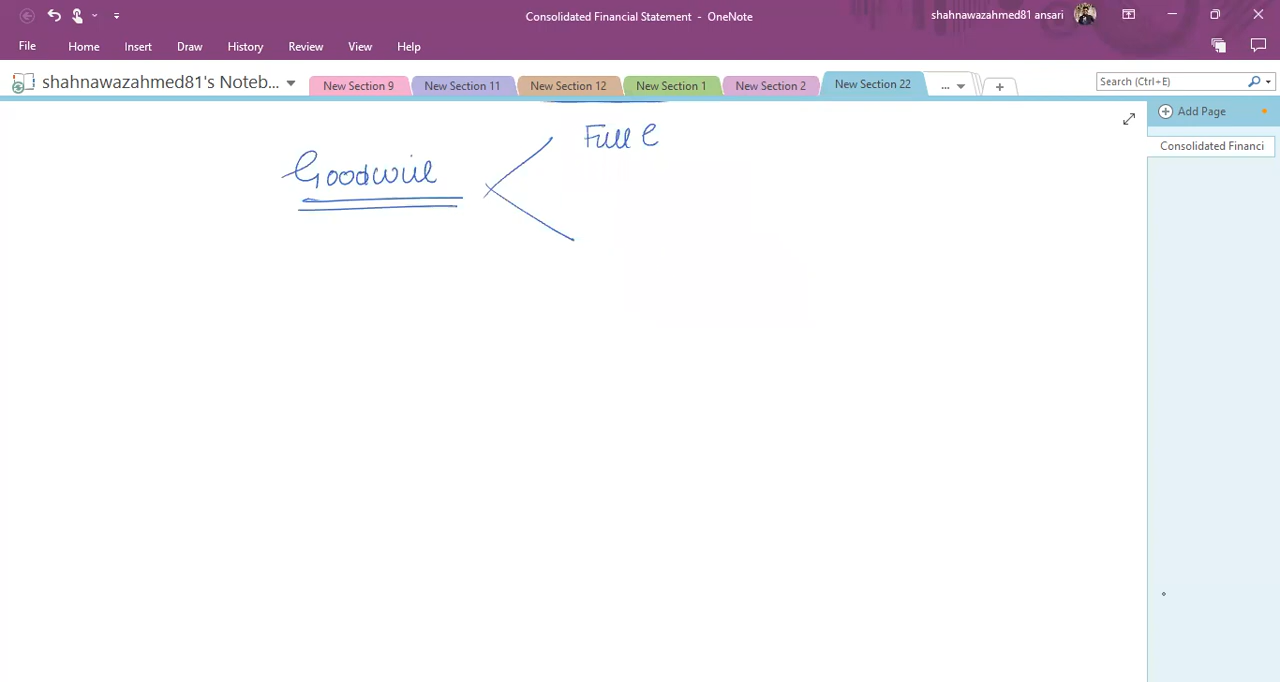 Consolidated Financial Statement - OneNote
shahnawazahmed81 ansari
File Home Insert Draw History Review View Help
shahnawazahmed81's Noteb... New Section 9 New Section 11 New Section 12 New Section 1 New Section 2 New Section 22 ... + Search (Ctrl+E)
Add Page
Consolidated Financi
Full
Goodwill